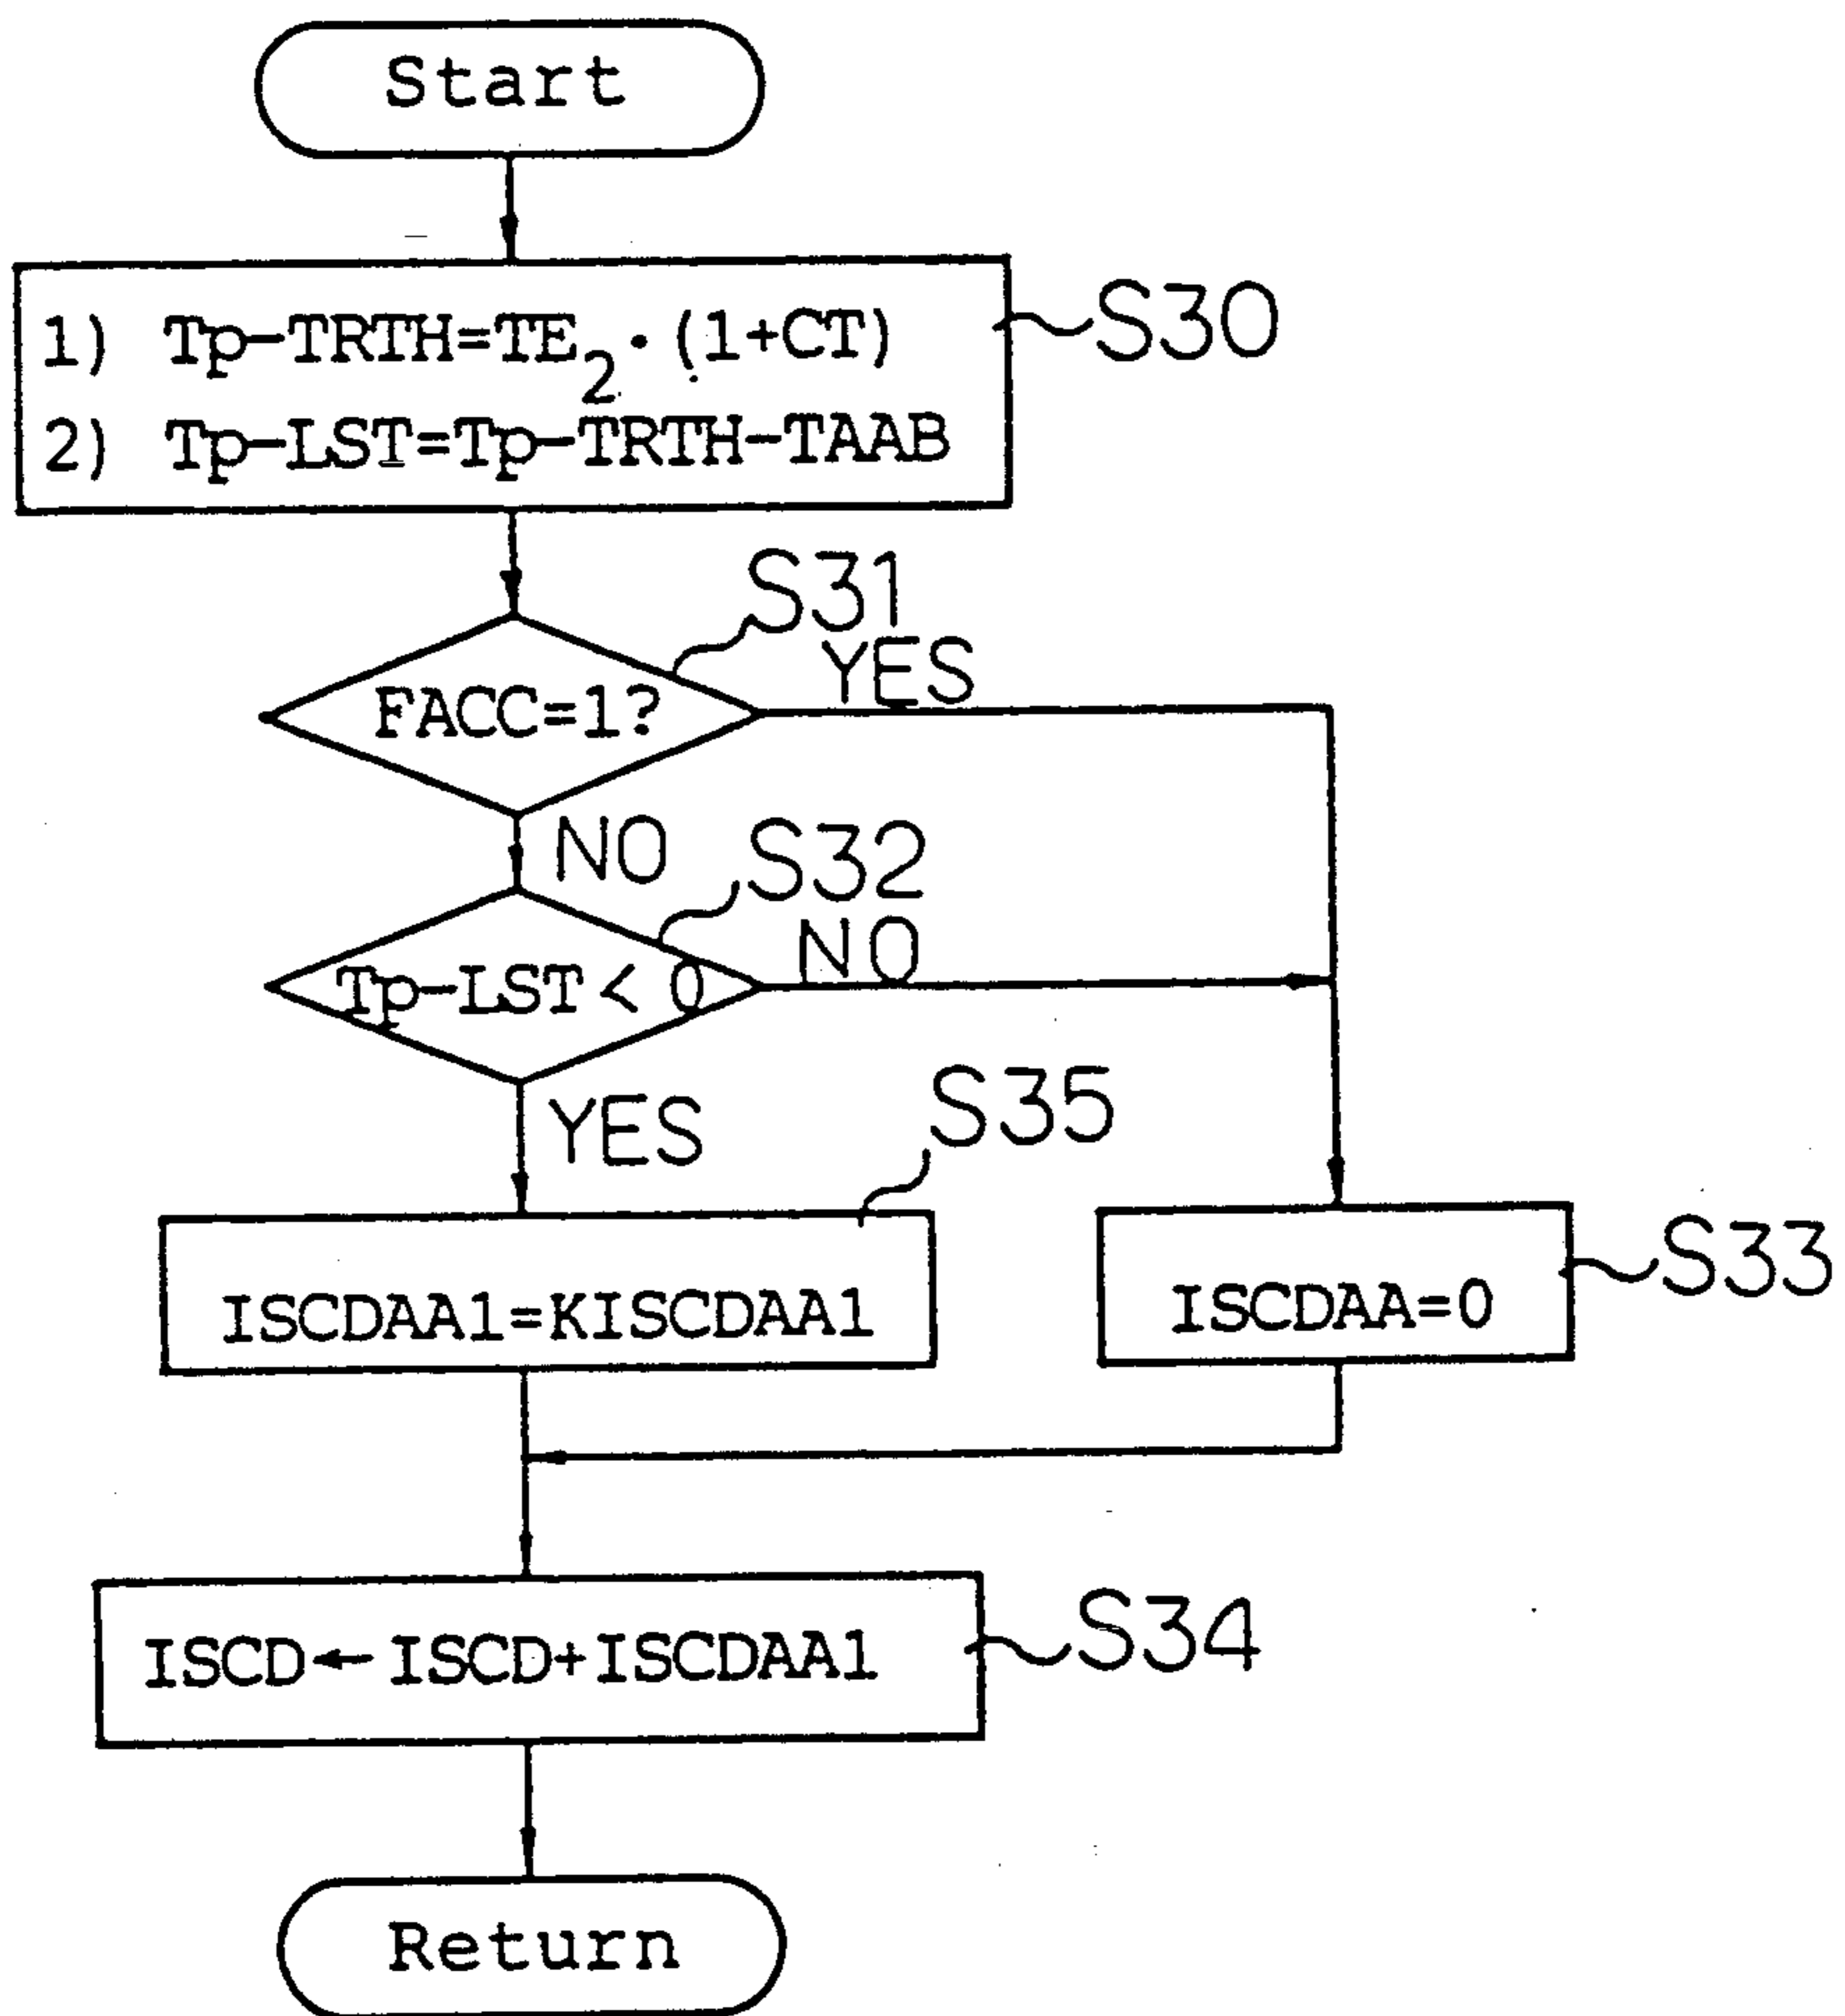 Start
1) Tp-TRTH=TE2·(1+CT)
2) Tp-LST=Tp-TRTH-TAAB
S30
S31
FACC=1?
YES
NO
S32
Tp-LST < 0
NO
YES
S35
ISCDAA1=KISCDAA1
ISCDAA=0
S33
ISCD←ISCD+ISCDAA1
S34
Return